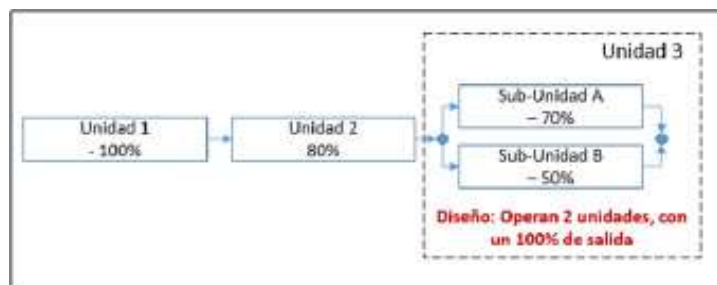 Unidad 3
Sub-Unidad A
– 70%
Unidad 1
- 100%
Unidad 2
80%
Sub-Unidad B
– 50%
Diseño: Operan 2 unidades, con
un 100% de salida